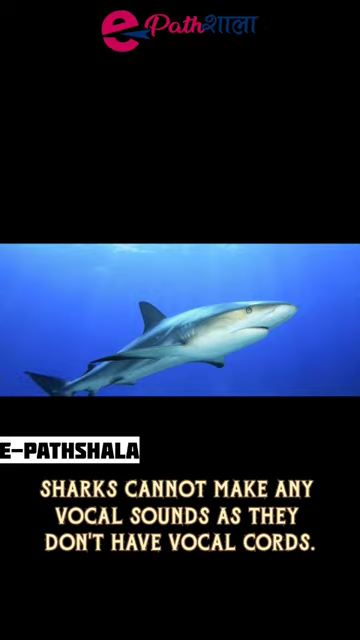 ePathशाला
E-PATHSHALA
SHARKS CANNOT MAKE ANY
VOCAL SOUNDS AS THEY
DON'T HAVE VOCAL CORDS.